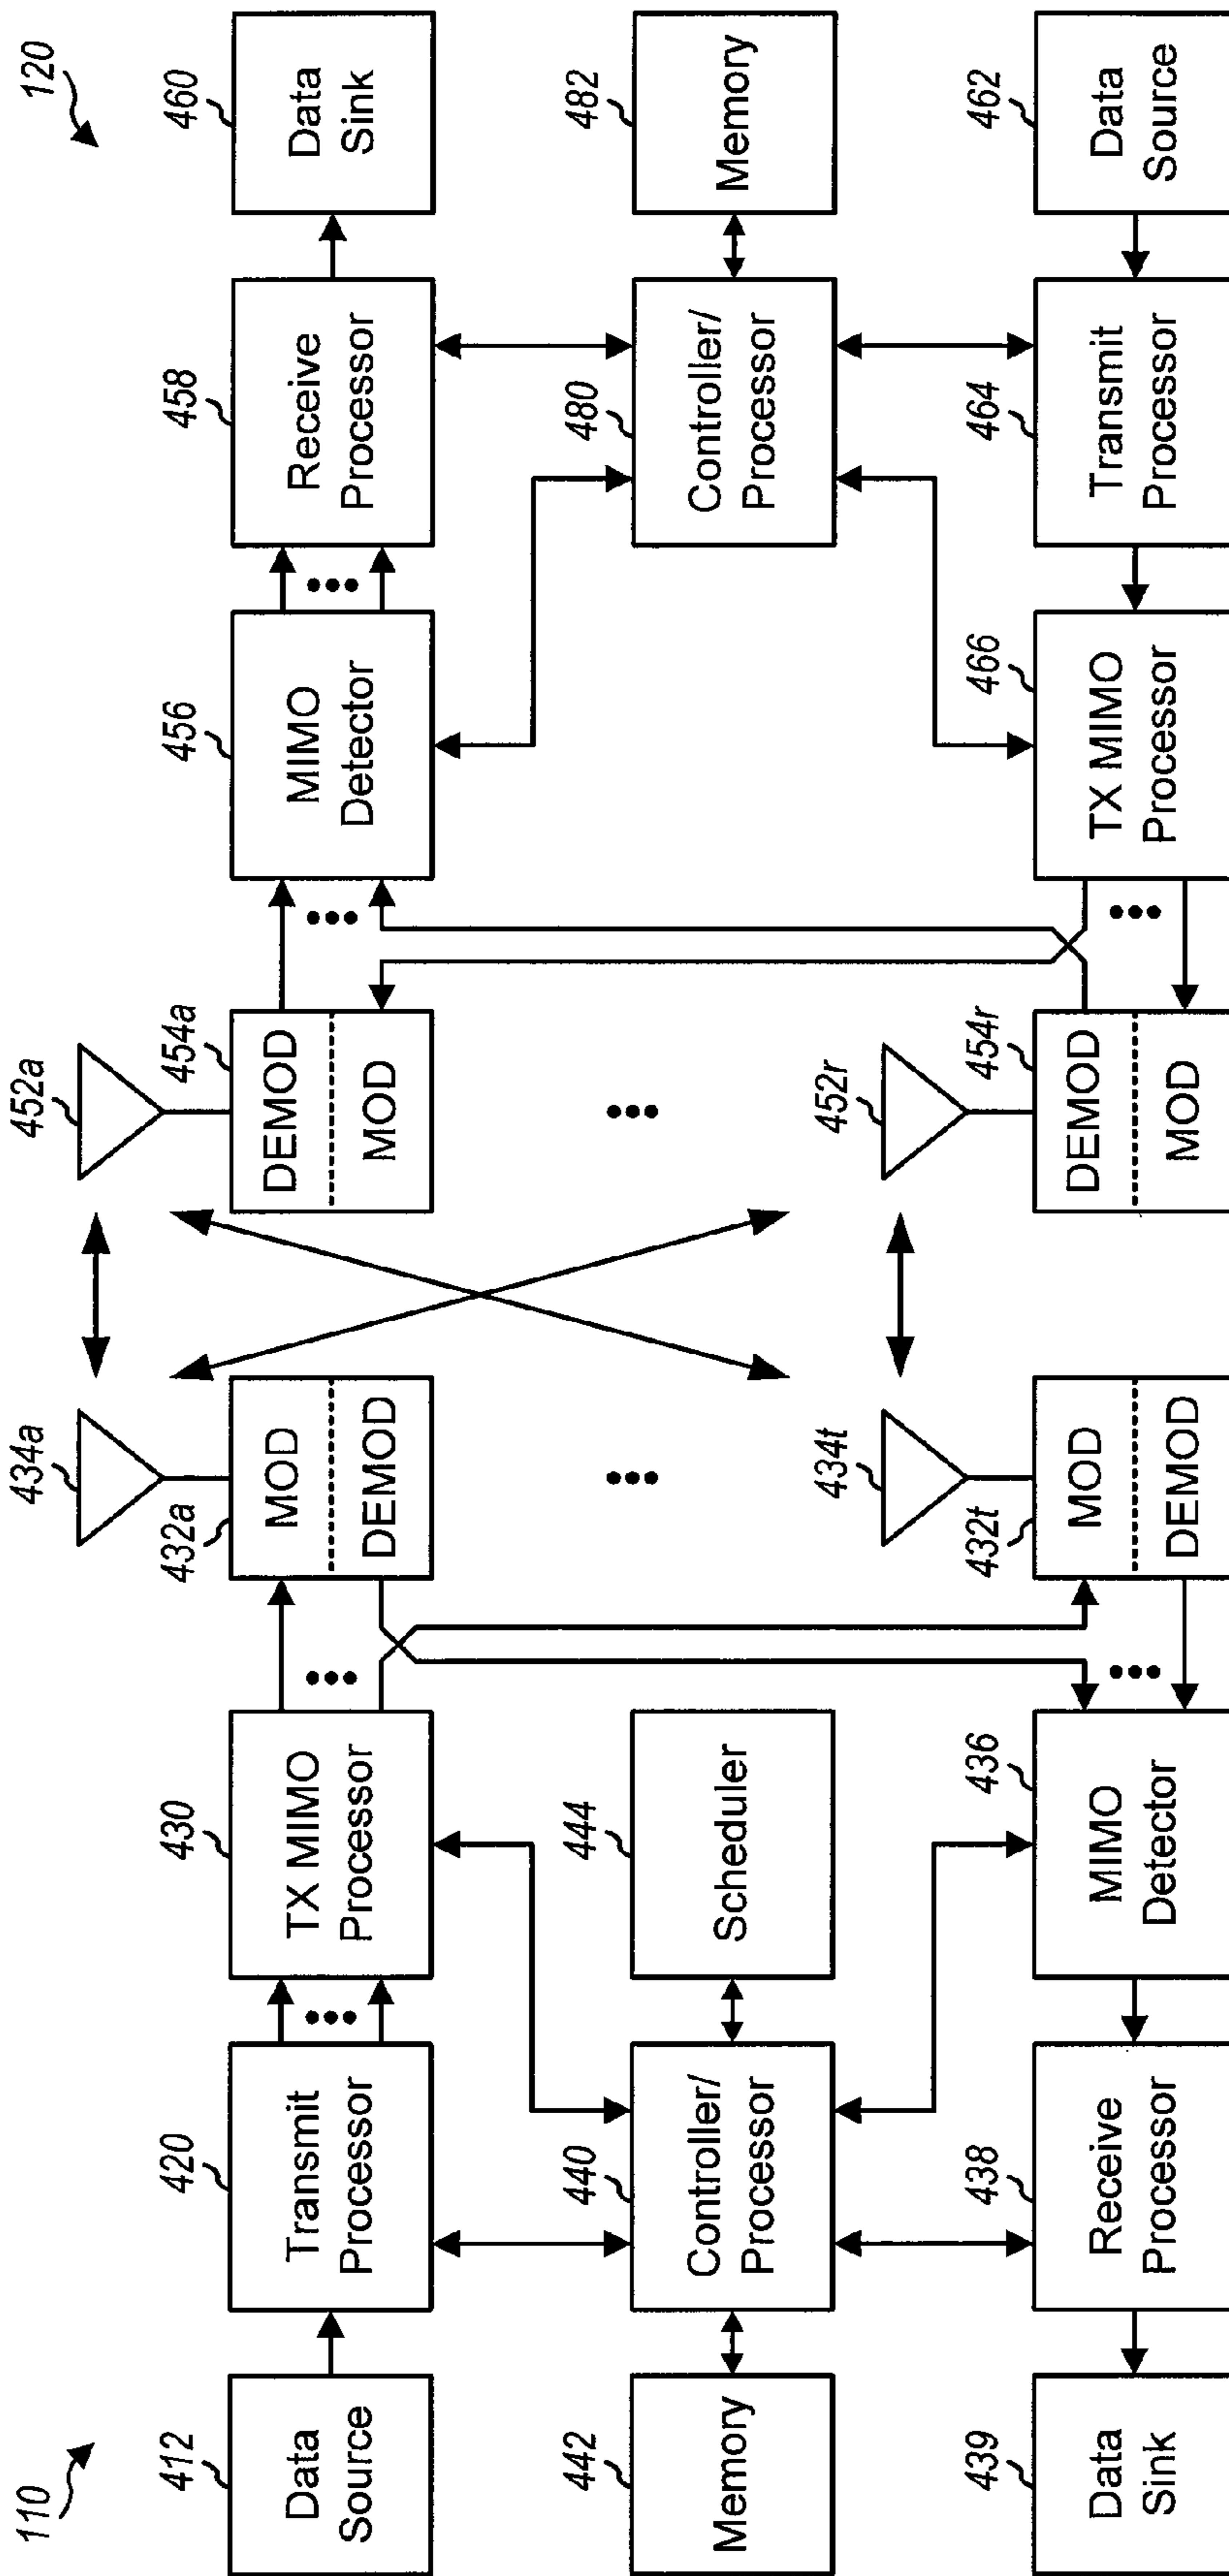 110
120
412
Data
Source
420
Transmit
Processor
430
TX MIMO
Processor
434a
432a
MOD
DEMOD
452a
454a
DEMOD
MOD
456
MIMO
Detector
458
Receive
Processor
460
Data
Sink
442
Memory
440
Controller/
Processor
444
Scheduler
480
Controller/
Processor
482
Memory
439
Data
Sink
438
Receive
Processor
436
MIMO
Detector
434t
432t
MOD
DEMOD
452r
454r
DEMOD
MOD
466
TX MIMO
Processor
464
Transmit
Processor
462
Data
Source